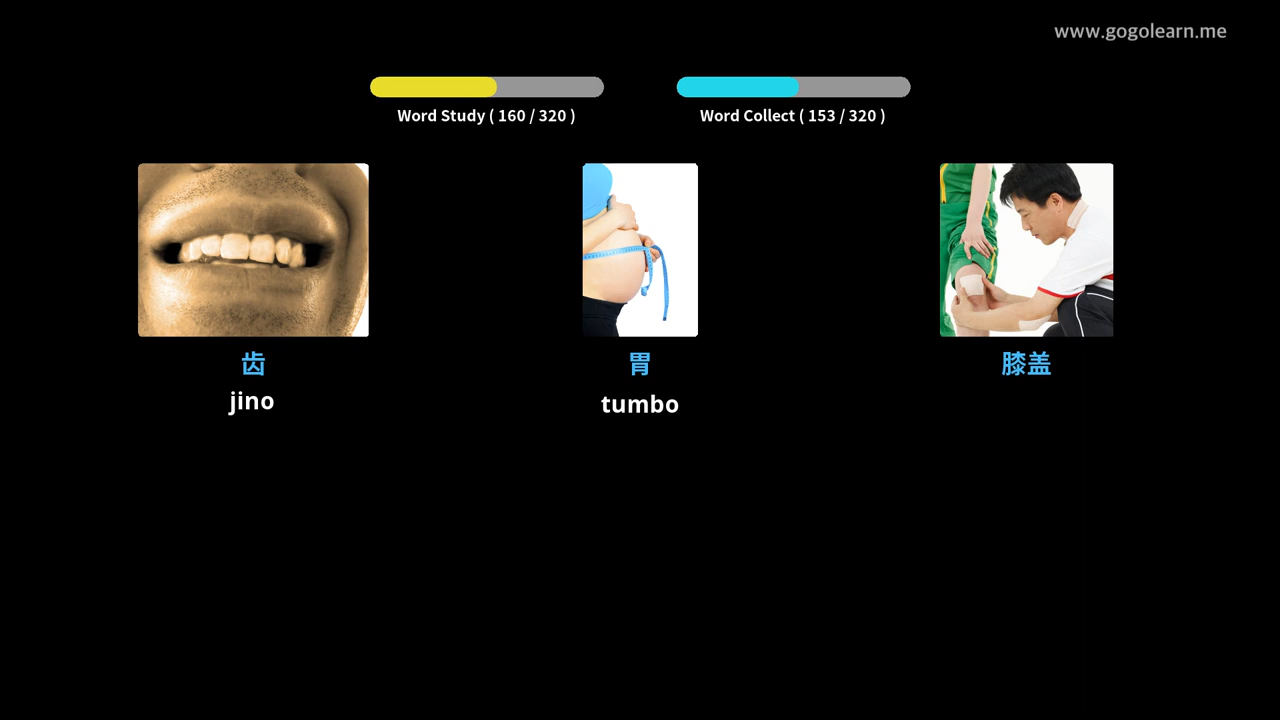 www.gogolearn.me
Word Study ( 160 / 320 )
Word Collect ( 153 / 320 )
齿
jino
胃
tumbo
膝盖